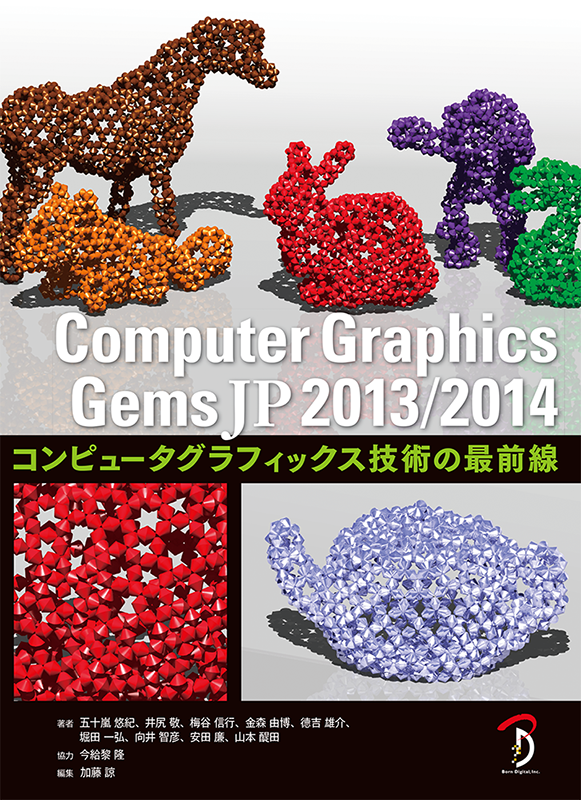 Computer Graphics
Gems JP 2013/2014
コンピュータグラフィックス技術の最前線
著者 五十嵐 悠紀、井尻 敬、梅谷 信行、金森 由博、徳吉 雄介、
堀田 一弘、向井 智彦、安田 廉、山本 醍田
協力 今給黎 隆
編集 加藤 諒
Born Digital, Inc.